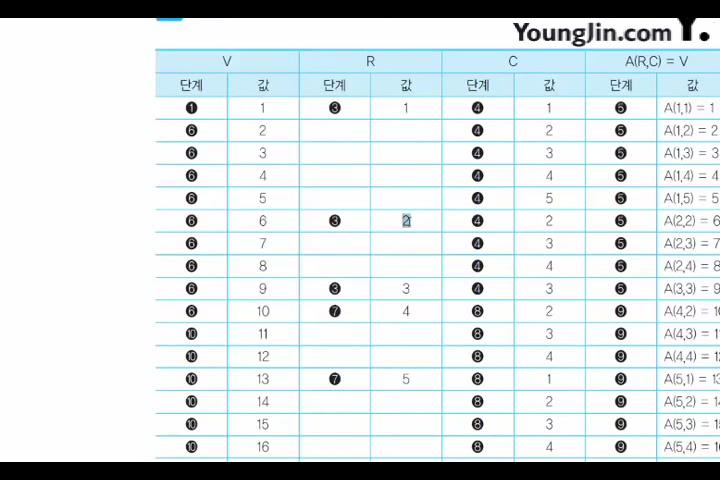 YoungJin.com Y.
V R C A(R,C) = V
단계 값 단계 값 단계 값 단계 값
❶ 1 ❸ 1 ❹ 1 ❺ A(1,1) = 1
❻ 2 ❹ 2 ❺ A(1,2) = 2
❻ 3 ❹ 3 ❺ A(1,3) = 3
❻ 4 ❹ 4 ❺ A(1,4) = 4
❻ 5 ❹ 5 ❺ A(1,5) = 5
❻ 6 ❸ 2 ❹ 2 ❺ A(2,2) = 6
❻ 7 ❹ 3 ❺ A(2,3) = 7
❻ 8 ❹ 4 ❺ A(2,4) = 8
❻ 9 ❸ 3 ❹ 3 ❺ A(3,3) = 9
❻ 10 ❼ 4 ❽ 2 ❾ A(4,2) = 10
❿ 11 ❽ 3 ❾ A(4,3) = 11
❿ 12 ❽ 4 ❾ A(4,4) = 12
❿ 13 ❼ 5 ❽ 1 ❾ A(5,1) = 13
❿ 14 ❽ 2 ❾ A(5,2) = 14
❿ 15 ❽ 3 ❾ A(5,3) = 15
❿ 16 ❽ 4 ❾ A(5,4) = 16